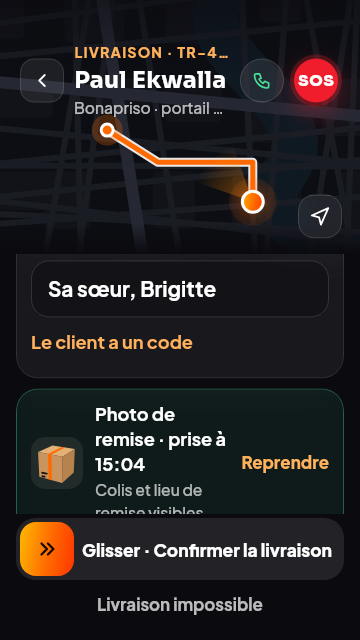 LIVRAISON · TR-4…
Paul Ekwalla
Bonapriso · portail …
SOS
Sa sœur, Brigitte
Le client a un code
Photo de
remise · prise à
15:04
Reprendre
Colis et lieu de
remise visibles
Glisser · Confirmer la livraison
Livraison impossible